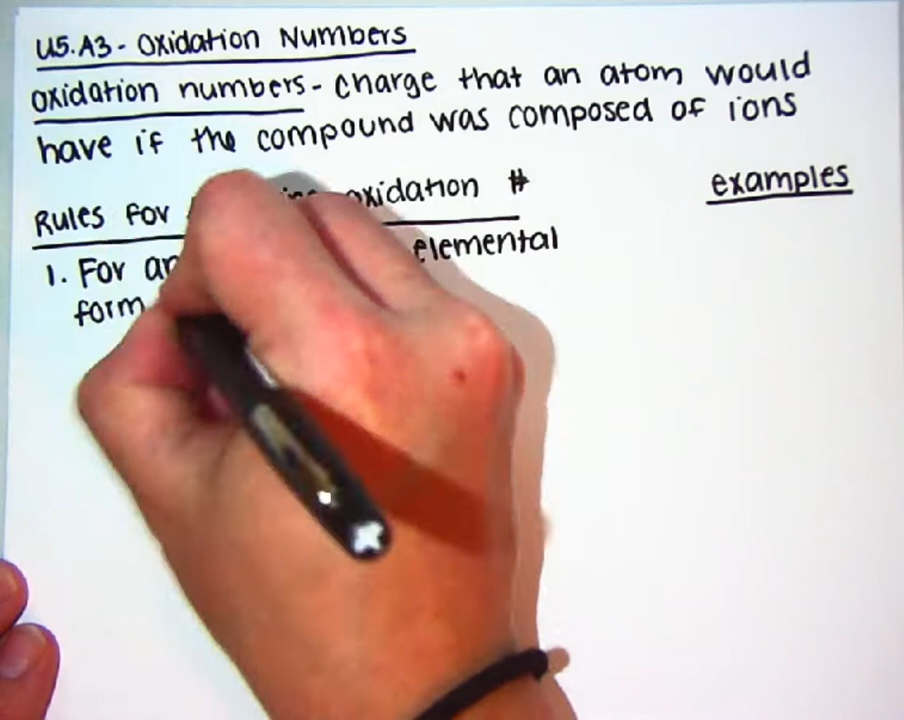 U5.A3 - Oxidation Numbers
oxidation numbers - charge that an atom would
have if the compound was composed of ions
Rules for oxidation #
examples
1. For an elemental
form